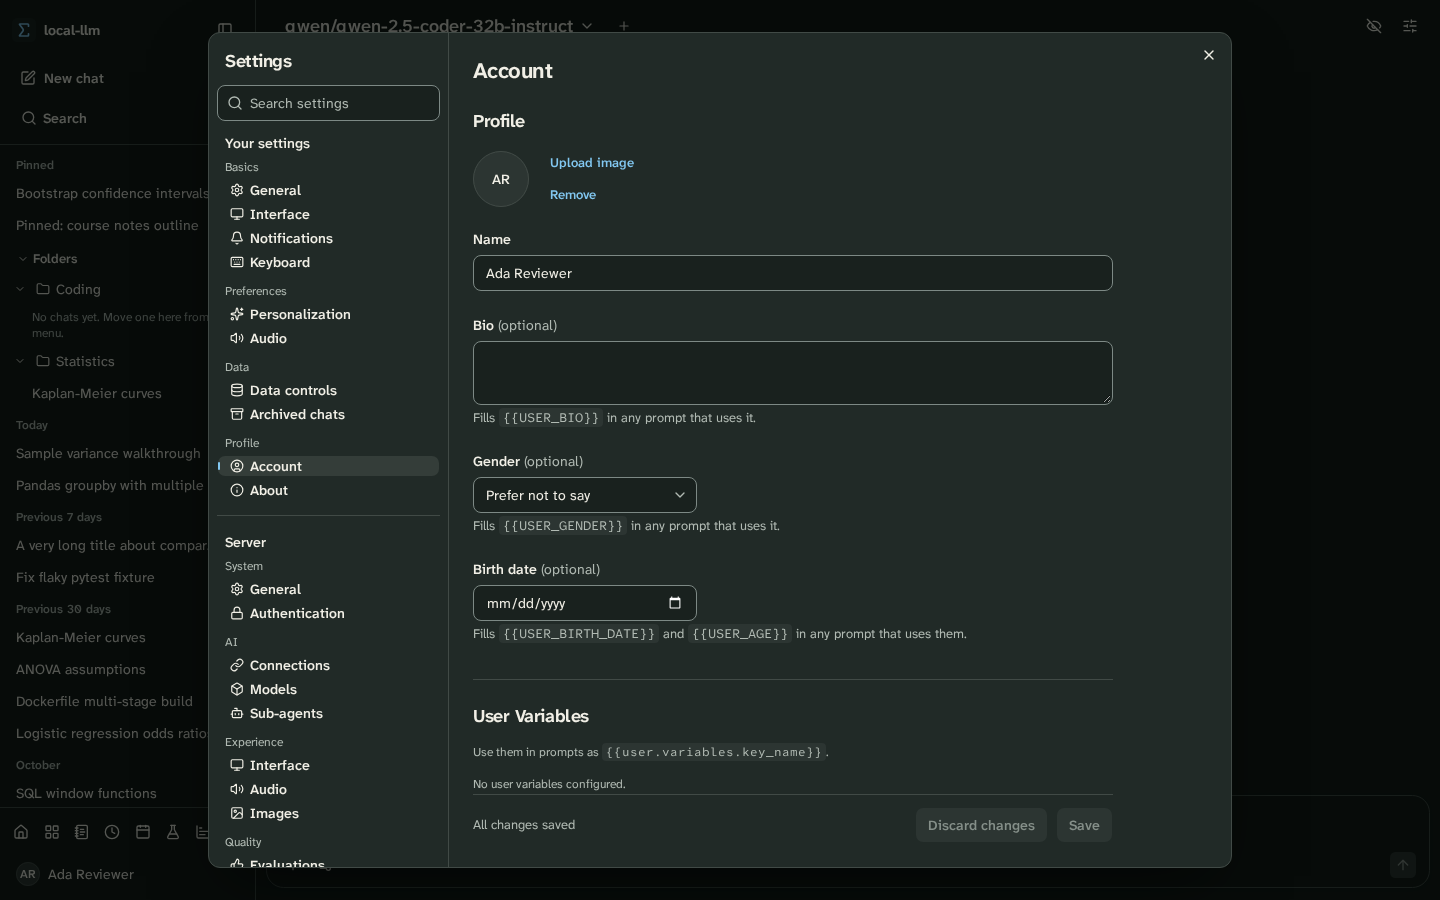 local-llm
New chat
Search
Pinned
Bootstrap confidence intervals
Pinned: course notes outline
Folders
Coding
No chats yet. Move one here from
menu.
Statistics
Kaplan-Meier curves
Today
Sample variance walkthrough
Pandas groupby with multiple
Previous 7 days
A very long title about compar
Fix flaky pytest fixture
Previous 30 days
Kaplan-Meier curves
ANOVA assumptions
Dockerfile multi-stage build
Logistic regression odds ratio
October
SQL window functions
AR Ada Reviewer
qwen/qwen-2.5-coder-32b-instruct
Settings
Search settings
Your settings
Basics
General
Interface
Notifications
Keyboard
Preferences
Personalization
Audio
Data
Data controls
Archived chats
Profile
Account
About
Server
System
General
Authentication
AI
Connections
Models
Sub-agents
Experience
Interface
Audio
Images
Quality
Evaluations
Account
Profile
AR
Upload image
Remove
Name
Ada Reviewer
Bio (optional)
Fills {{USER_BIO}} in any prompt that uses it.
Gender (optional)
Prefer not to say
Fills {{USER_GENDER}} in any prompt that uses it.
Birth date (optional)
mm/dd/yyyy
Fills {{USER_BIRTH_DATE}} and {{USER_AGE}} in any prompt that uses them.
User Variables
Use them in prompts as {{user.variables.key_name}}.
No user variables configured.
All changes saved
Discard changes
Save